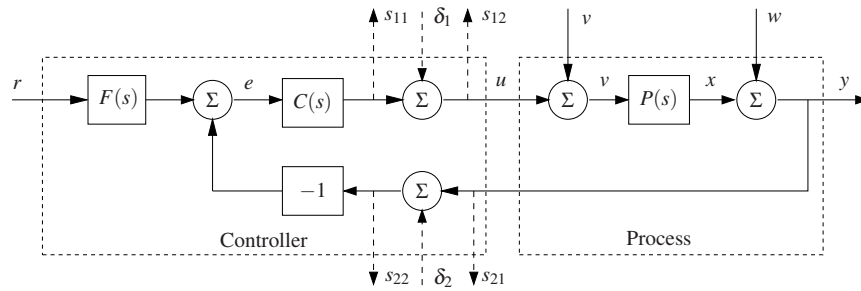 s₁₁ δ₁ s₁₂ v w
r F(s) Σ e C(s) Σ u Σ v P(s) x Σ y
−1 Σ
Controller Process
s₂₂ δ₂ s₂₁